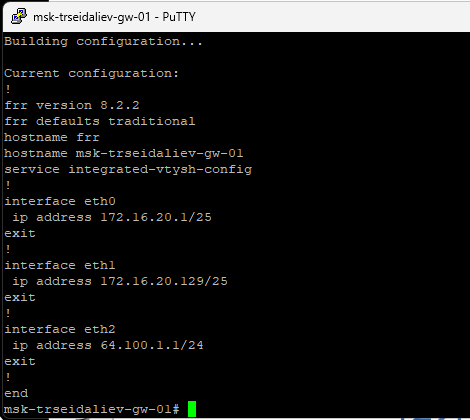 msk-trseidaliev-gw-01 - PuTTY
Building configuration...
Current configuration:
!
frr version 8.2.2
frr defaults traditional
hostname frr
hostname msk-trseidaliev-gw-01
service integrated-vtysh-config
!
interface eth0
 ip address 172.16.20.1/25
exit
!
interface eth1
 ip address 172.16.20.129/25
exit
!
interface eth2
 ip address 64.100.1.1/24
exit
!
end
msk-trseidaliev-gw-01#